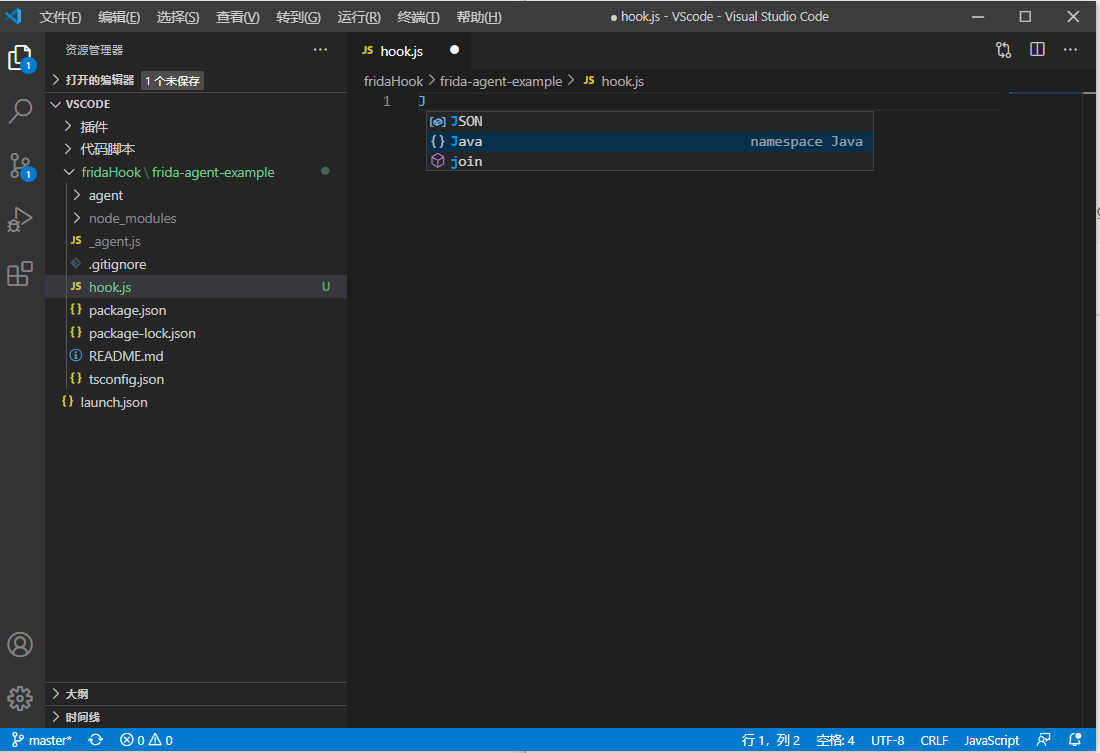 文件(F) 编辑(E) 选择(S) 查看(V) 转到(G) 运行(R) 终端(T) 帮助(H) ● hook.js - VScode - Visual Studio Code
资源管理器 ···
打开的编辑器 1 个未保存
VSCODE
插件
代码脚本
fridaHook \ frida-agent-example
agent
node_modules
JS _agent.js
.gitignore
JS hook.js U
{} package.json
{} package-lock.json
README.md
{} tsconfig.json
{} launch.json
大纲
时间线
1
1
JS hook.js ●
fridaHook > frida-agent-example > JS hook.js
1 J
JSON
{} Java namespace Java
join
master* 0 0 行 1，列 2 空格: 4 UTF-8 CRLF JavaScript